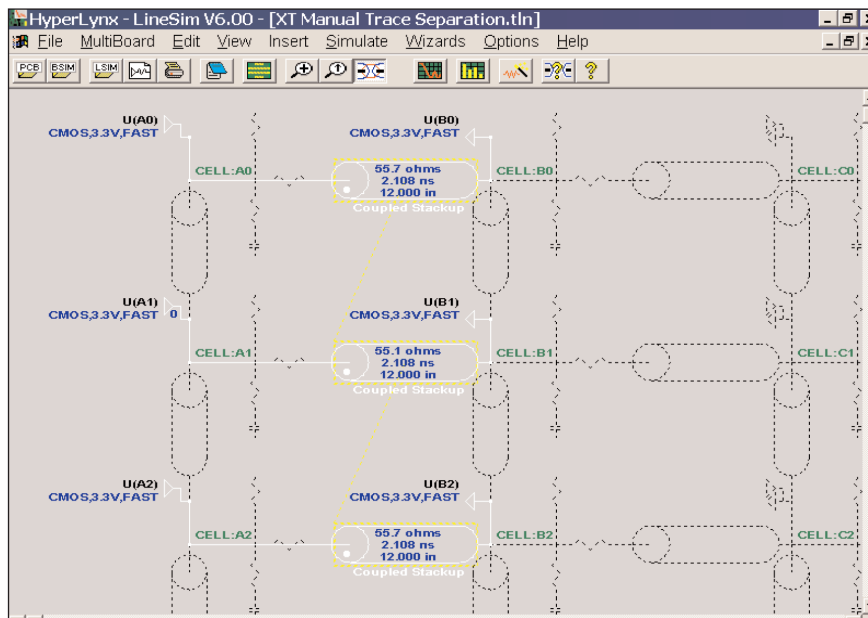 HyperLynx - LineSim V6.00 - [XT Manual Trace Separation.tln]
File MultiBoard Edit View Insert Simulate Wizards Options Help
PCB BSIM LSIM
U(A0) U(B0)
CMOS,3.3V,FAST CMOS,3.3V,FAST
CELL:A0 55.7 ohms CELL:B0 CELL:C0
2.108 ns
12.000 in
Coupled Stackup
U(A1) U(B1)
CMOS,3.3V,FAST 0 CMOS,3.3V,FAST
CELL:A1 55.1 ohms CELL:B1 CELL:C1
2.108 ns
12.000 in
Coupled Stackup
U(A2) U(B2)
CMOS,3.3V,FAST CMOS,3.3V,FAST
CELL:A2 55.7 ohms CELL:B2 CELL:C2
2.108 ns
12.000 in
Coupled Stackup